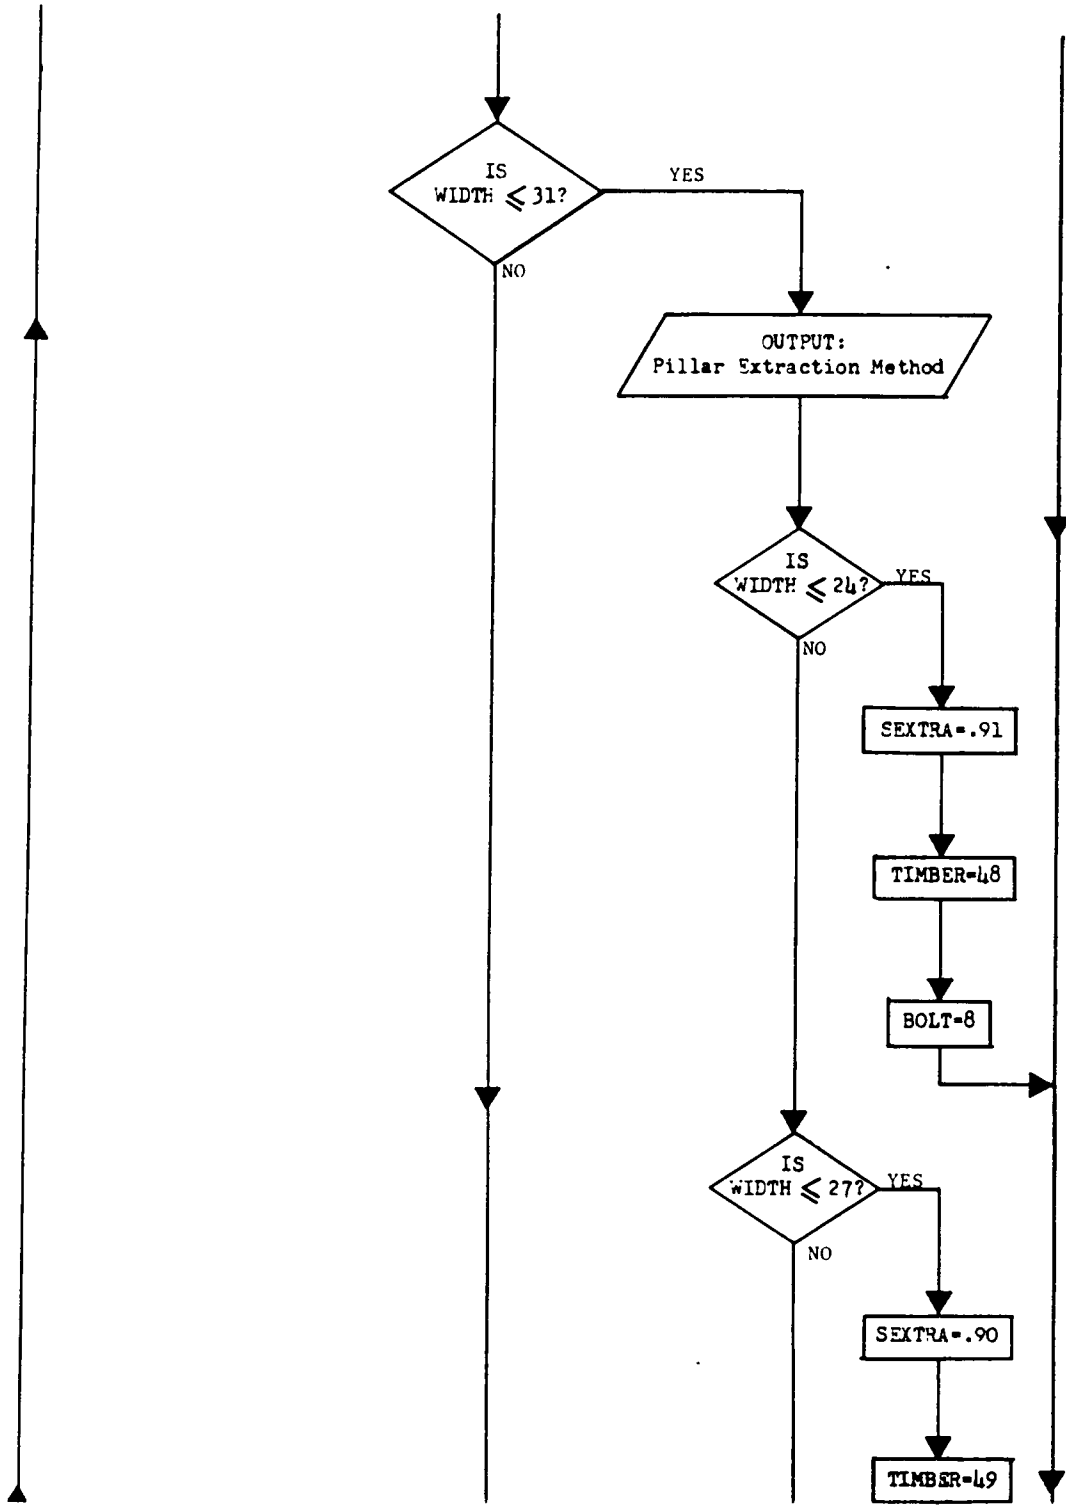 IS
WIDTH ≤ 31?
YES
NO
OUTPUT:
Pillar Extraction Method
IS
WIDTH ≤ 24?
YES
NO
SEXTRA=.91
TIMBER=48
BOLT=8
IS
WIDTH ≤ 27?
YES
NO
SEXTRA=.90
TIMBER=49